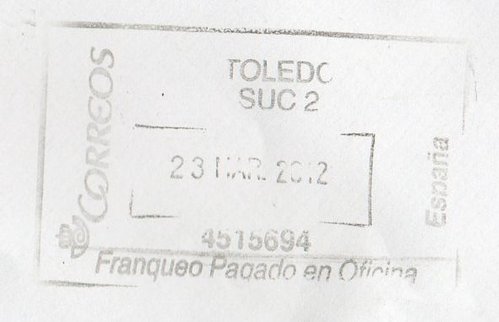 CORREOS
TOLEDO
SUC 2
23 MAR. 2012
España
4515694
Franqueo Pagado en Oficina